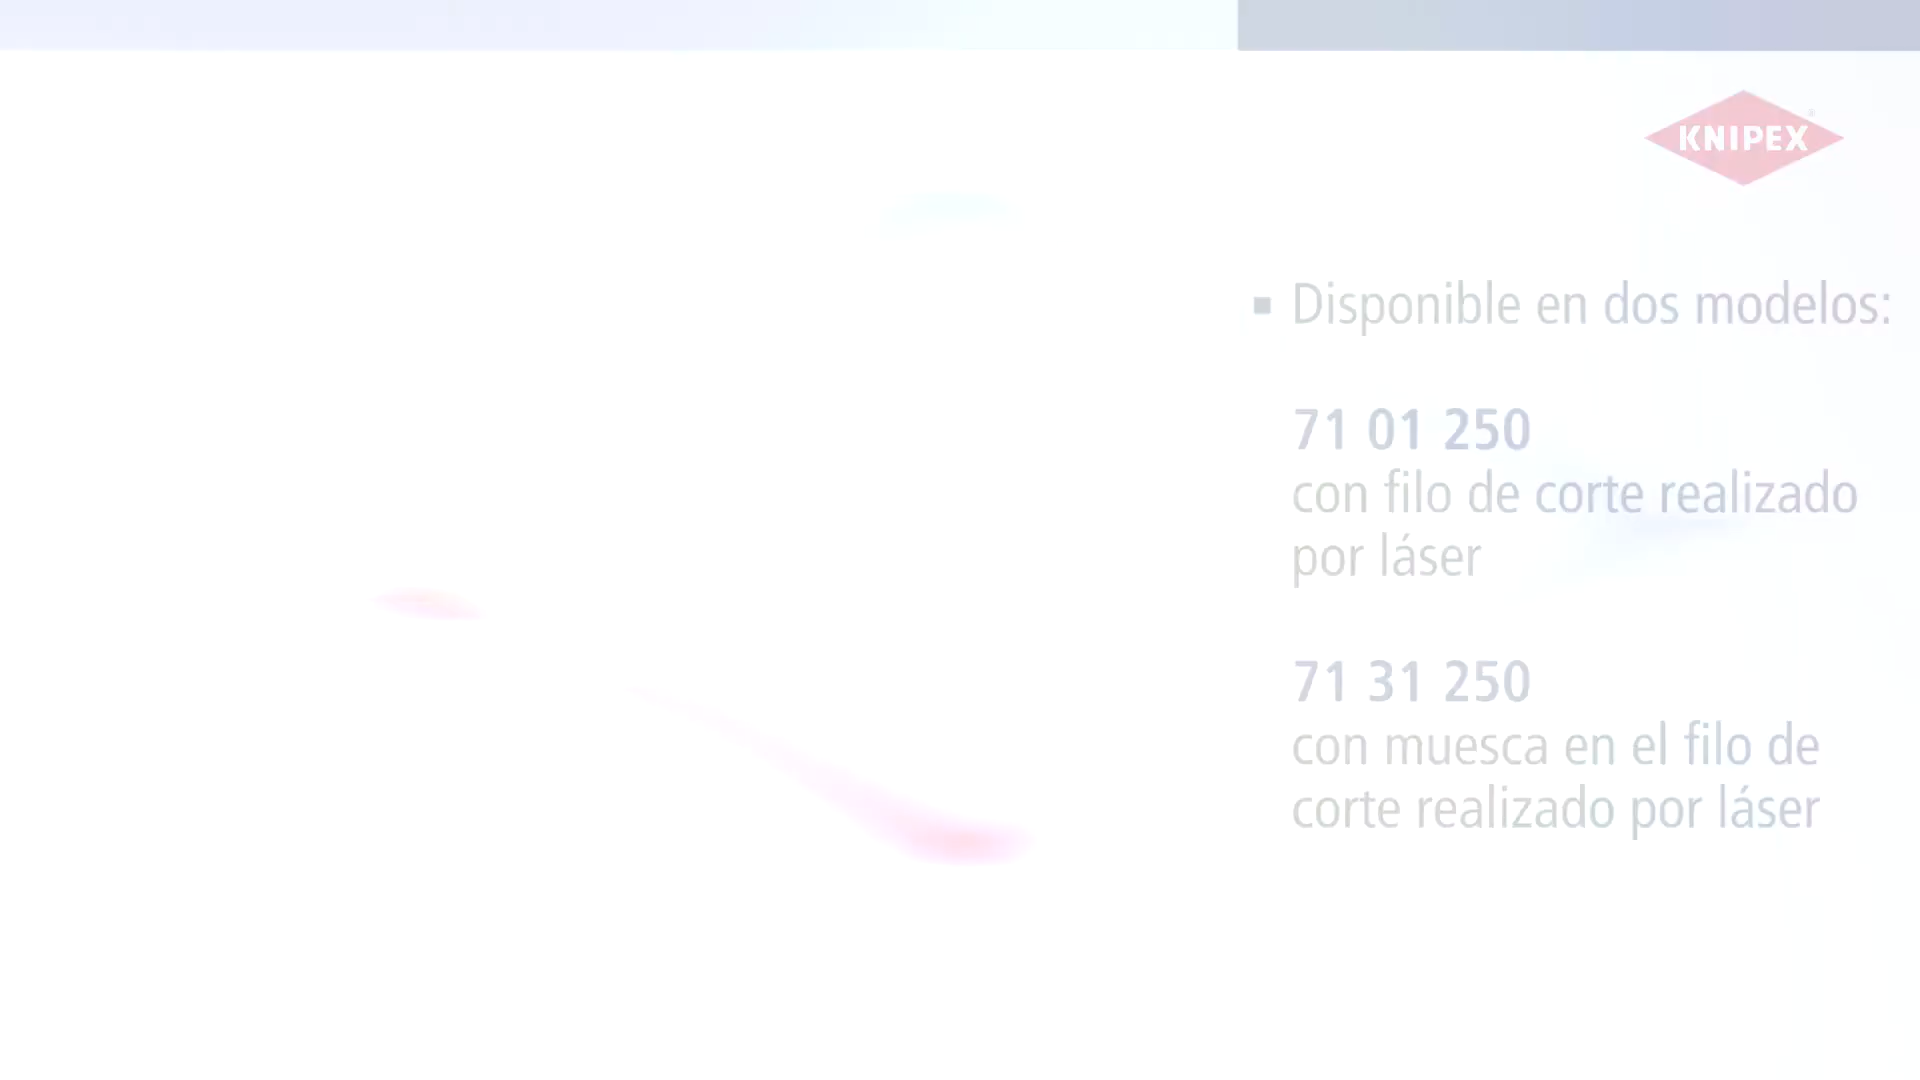 KNIPEX
▪ Disponible en dos modelos:
71 01 250
con filo de corte realizado
por láser
71 31 250
con muesca en el filo de
corte realizado por láser